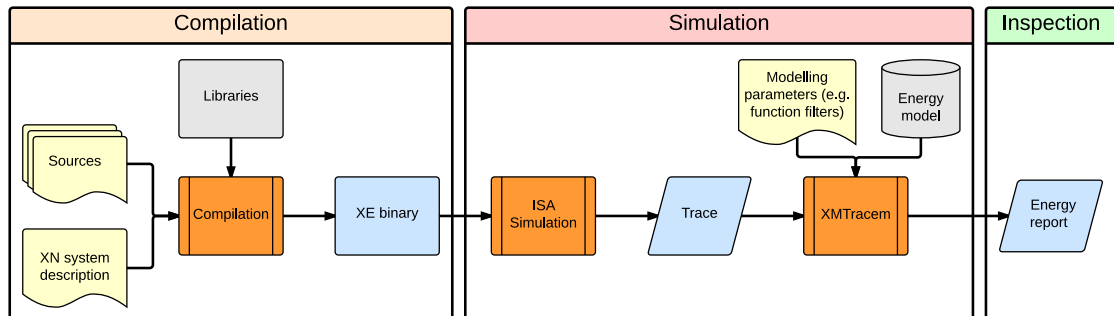 Compilation
Simulation
Inspection
Libraries
Sources
XN system
description
Compilation
XE binary
ISA
Simulation
Trace
Modelling
parameters (e.g.
function filters)
Energy
model
XMTracem
Energy
report